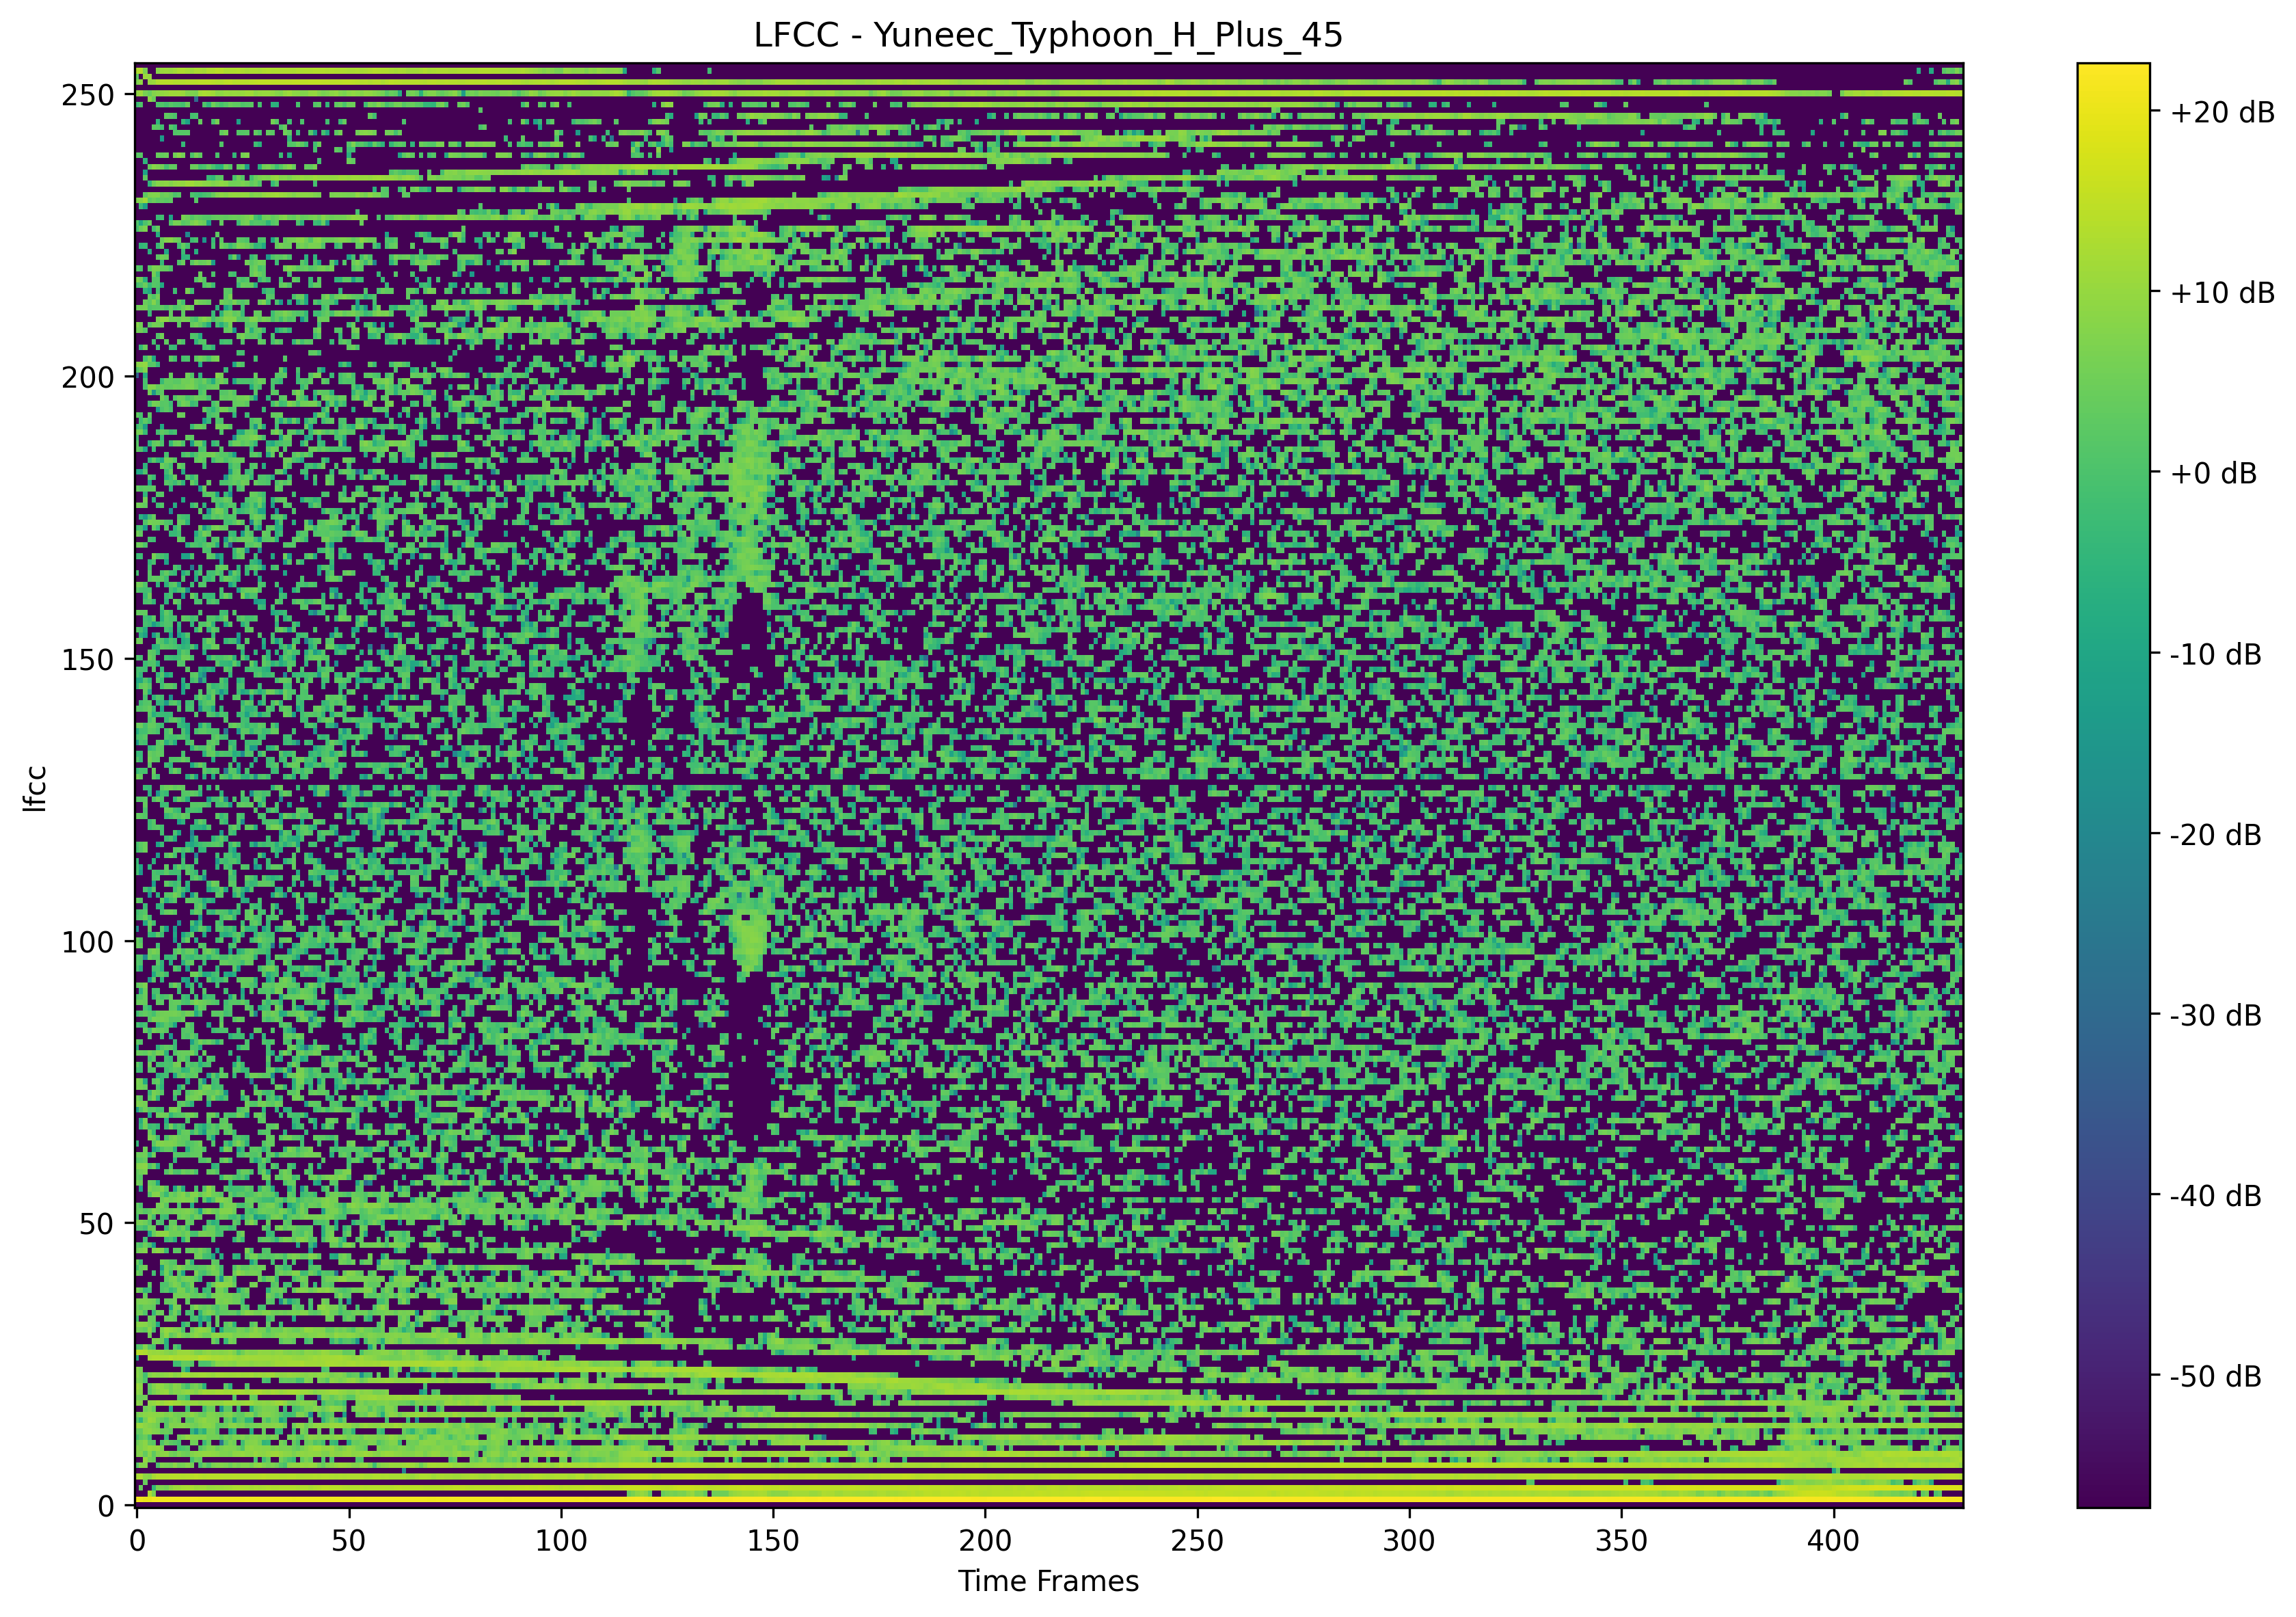 LFCC - Yuneec_Typhoon_H_Plus_45
250
200
150
100
50
0
lfcc
0 50 100 150 200 250 300 350 400
Time Frames
+20 dB
+10 dB
+0 dB
-10 dB
-20 dB
-30 dB
-40 dB
-50 dB